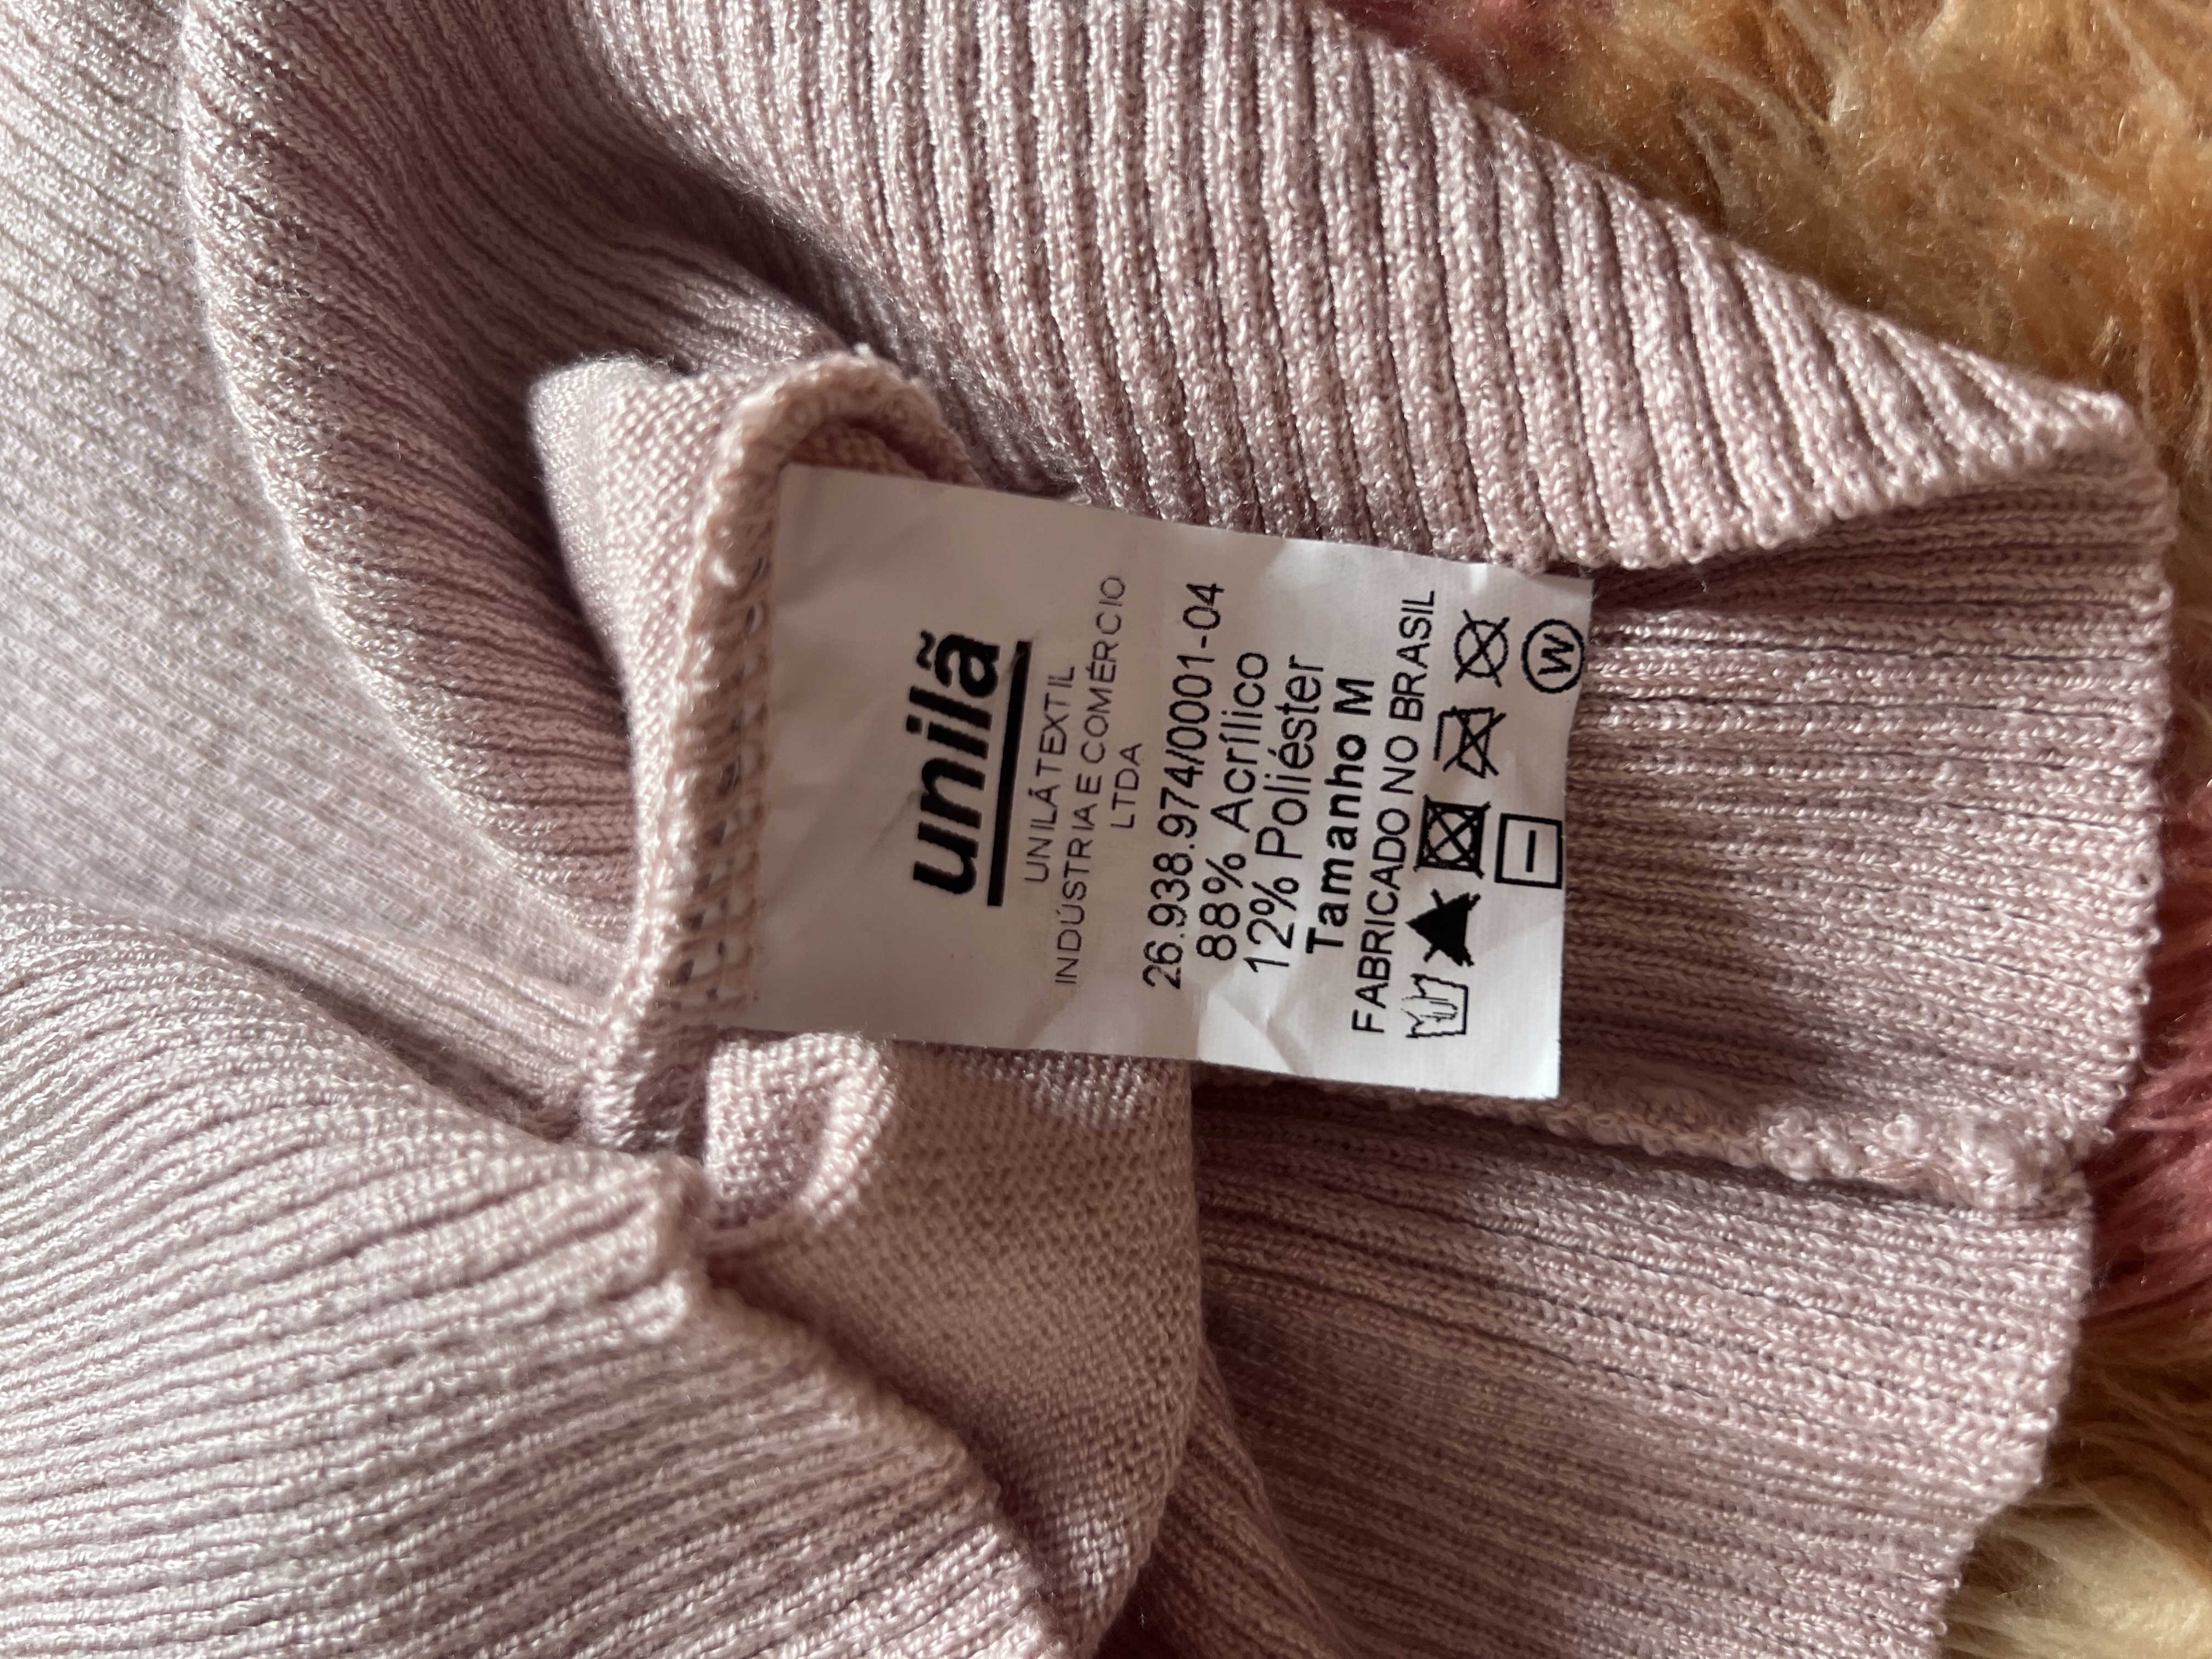 unilã
UNILÃ TEXTIL
INDÚSTRIA E COMÉRCIO
LTDA
26.938.974/0001-04
88% Acrílico
12% Poliéster
Tamanho M
FABRICADO NO BRASIL
W